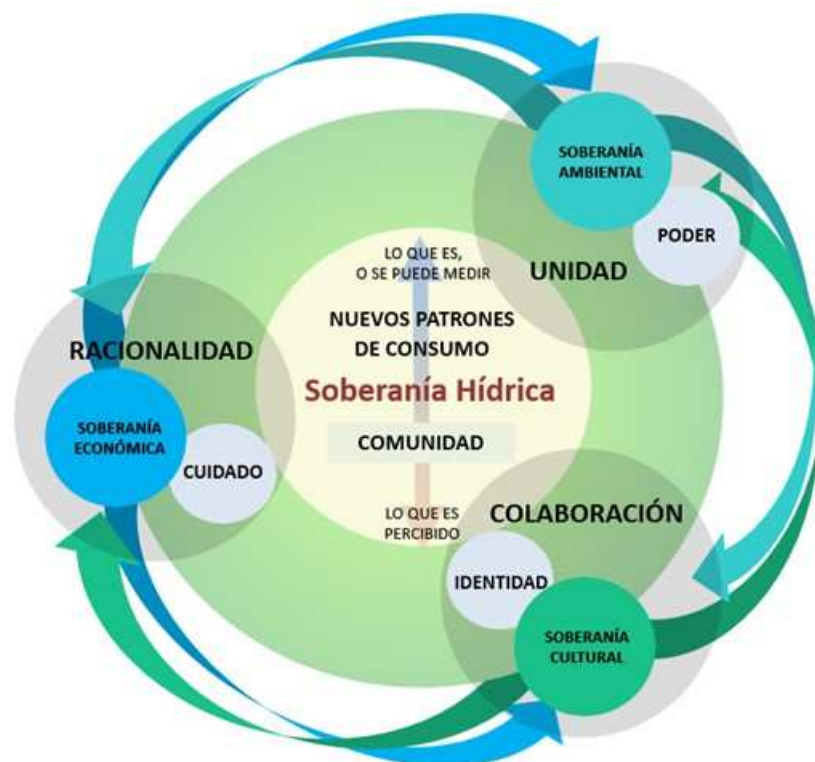 SOBERANÍA
AMBIENTAL
PODER
UNIDAD
LO QUE ES,
O SE PUEDE MEDIR
NUEVOS PATRONES
DE CONSUMO
Soberanía Hídrica
COMUNIDAD
LO QUE ES
PERCIBIDO
RACIONALIDAD
SOBERANÍA
ECONÓMICA
CUIDADO
COLABORACIÓN
IDENTIDAD
SOBERANÍA
CULTURAL